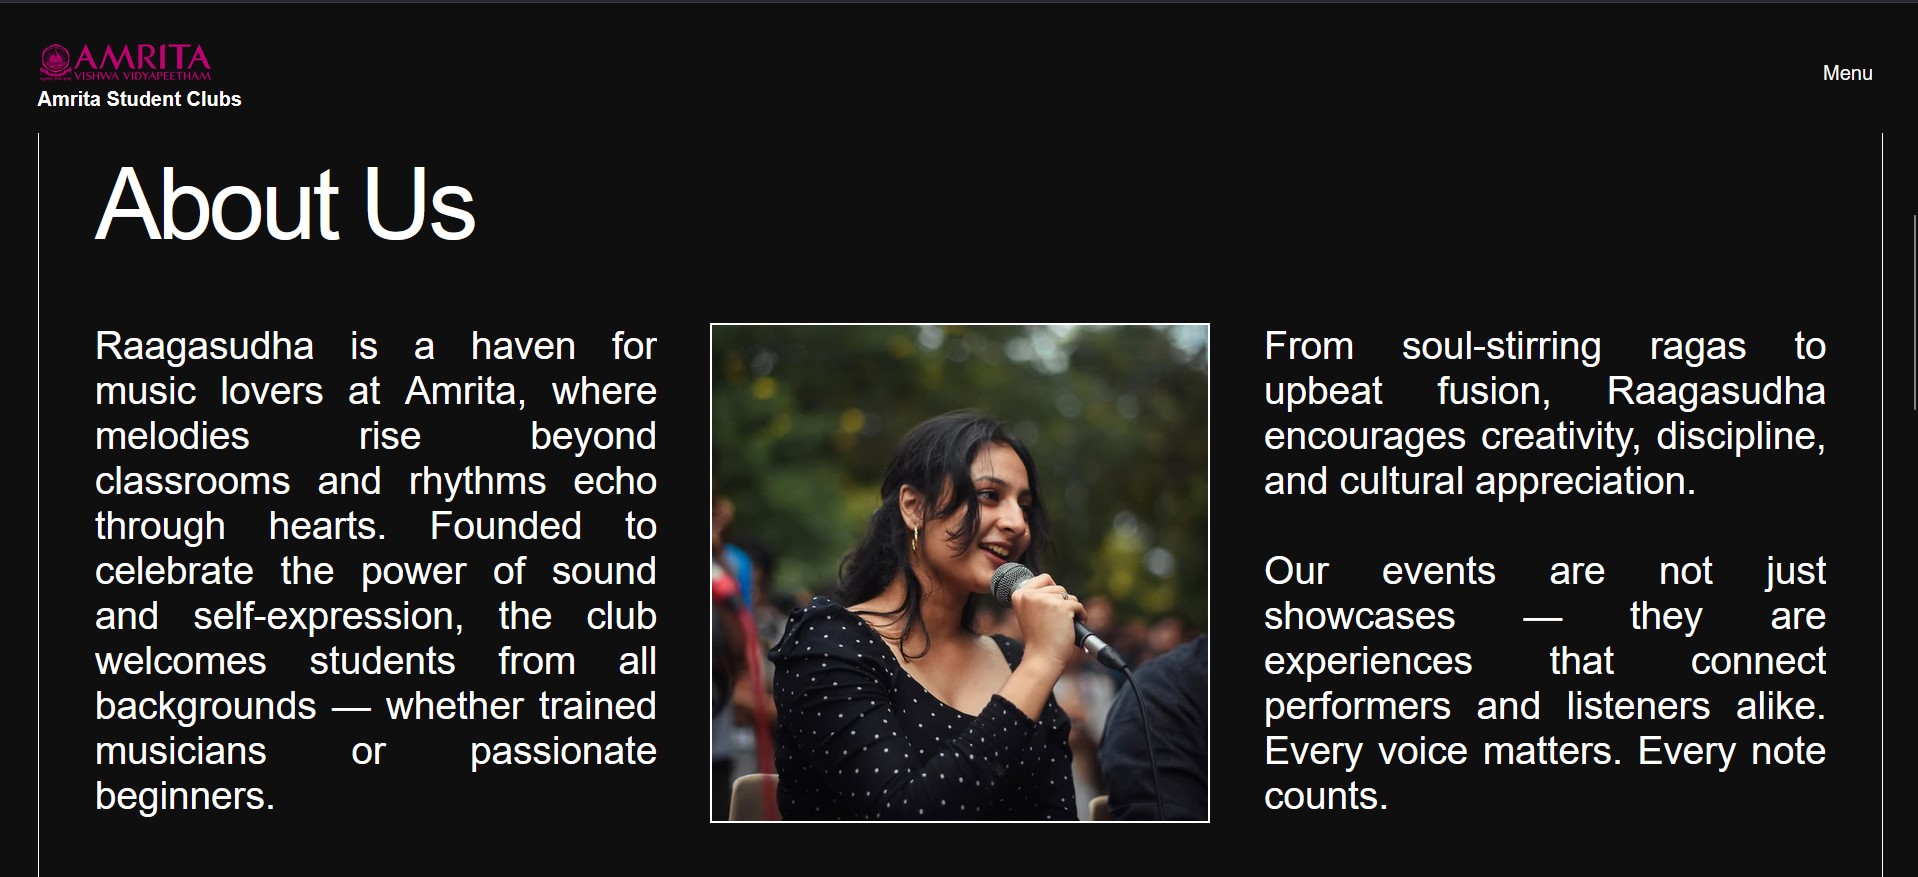 AMRITA
VISHWA VIDYAPEETHAM
Amrita Student Clubs
Menu
About Us
Raagasudha is a haven for
music lovers at Amrita, where
melodies rise beyond
classrooms and rhythms echo
through hearts. Founded to
celebrate the power of sound
and self-expression, the club
welcomes students from all
backgrounds — whether trained
musicians or passionate
beginners.
From soul-stirring ragas to
upbeat fusion, Raagasudha
encourages creativity, discipline,
and cultural appreciation.
Our events are not just
showcases — they are
experiences that connect
performers and listeners alike.
Every voice matters. Every note
counts.